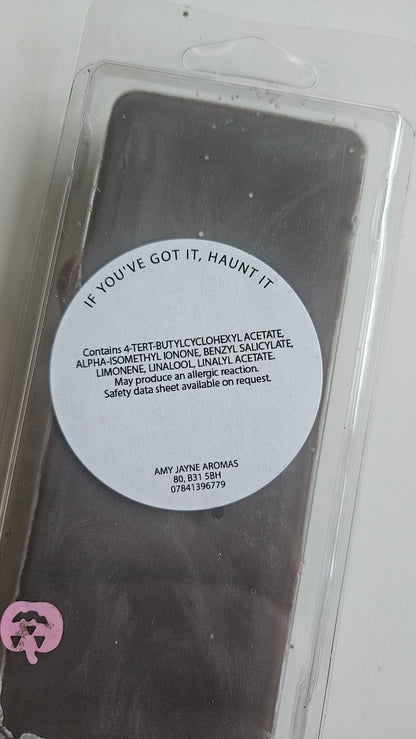 IF YOU'VE GOT IT, HAUNT IT
Contains 4-TERT-BUTYLCYCLOHEXYL ACETATE,
ALPHA-ISOMETHYL IONONE, BENZYL SALICYLATE,
LIMONENE, LINALOOL, LINALYL ACETATE.
May produce an allergic reaction.
Safety data sheet available on request.
AMY JAYNE AROMAS
80, B31 5BH
07841396779